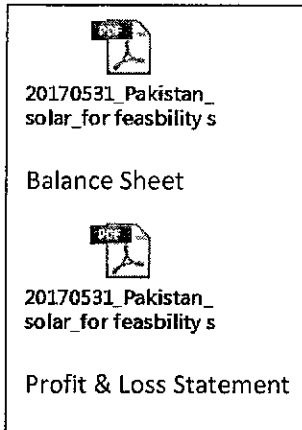 PDF
20170531_Pakistan_
solar_for feasbility s
Balance Sheet
PDF
20170531_Pakistan_
solar_for feasbility s
Profit & Loss Statement